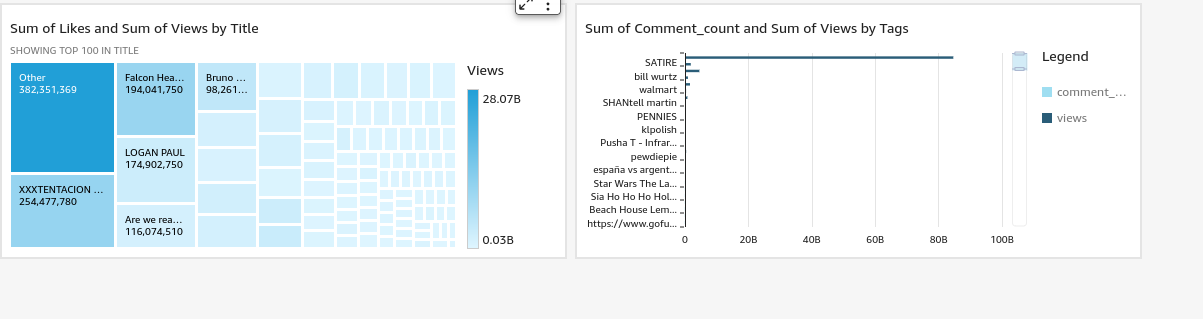 Sum of Likes and Sum of Views by Title
SHOWING TOP 100 IN TITLE
Other
382,351,369
XXXTENTACION ...
254,477,780
Falcon Hea...
194,041,750
LOGAN PAUL
174,902,750
Are we rea...
116,074,510
Bruno ...
98,261...
Views
28.07B
0.03B
Sum of Comment_count and Sum of Views by Tags
SATIRE
bill wurtz
walmart
SHANtell martin
PENNIES
klpolish
Pusha T - Infrar...
pewdiepie
españa vs argent...
Star Wars The La...
Sia Ho Ho Ho Hol...
Beach House Lem...
https://www.gofu...
0 20B 40B 60B 80B 100B
Legend
comment_...
views